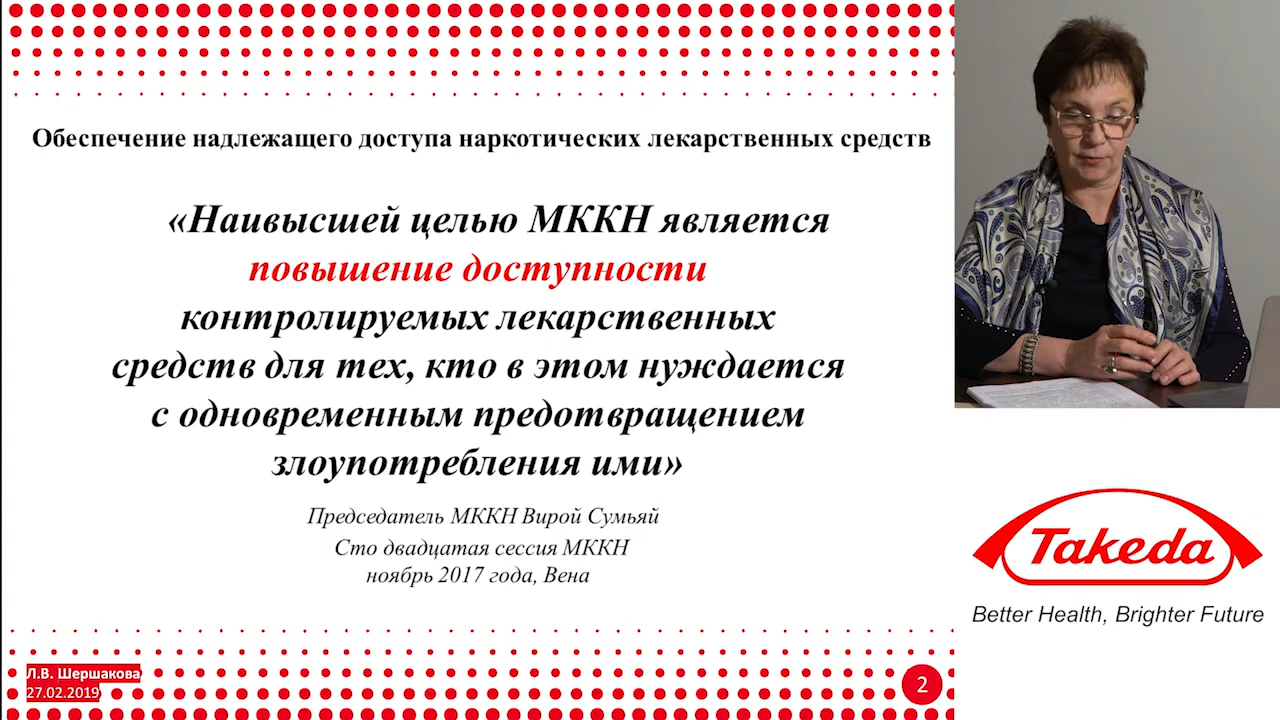 Обеспечение надлежащего доступа наркотических лекарственных средств
«Наивысшей целью МККН является
повышение доступности
контролируемых лекарственных
средств для тех, кто в этом нуждается
с одновременным предотвращением
злоупотребления ими»
Председатель МККН Вирой Сумьяй
Сто двадцатая сессия МККН
ноябрь 2017 года, Вена
Л.В. Шершакова
27.02.2019
2
Takeda
Better Health, Brighter Future